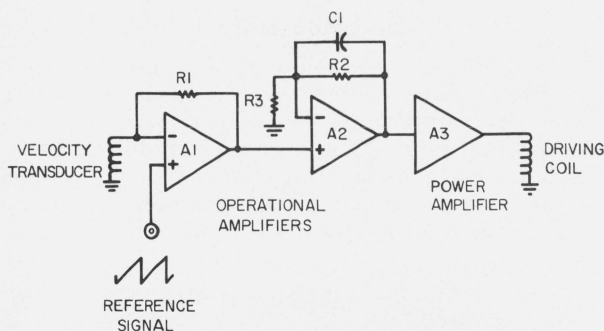 C1
R2
R1
R3
-
+
A1
-
+
A2
A3
VELOCITY
TRANSDUCER
DRIVING
COIL
POWER
AMPLIFIER
OPERATIONAL
AMPLIFIERS
REFERENCE
SIGNAL